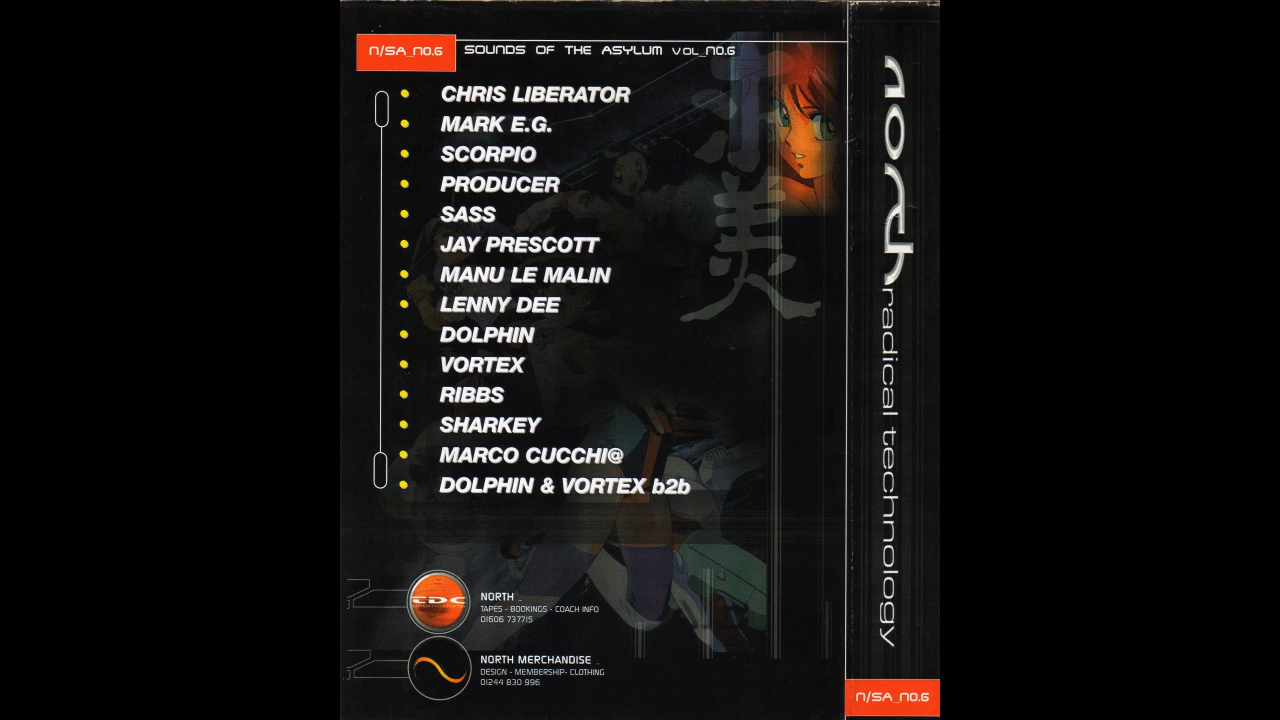 n/SA_no.6
SOUNDS OF THE ASYLUM VOL_no.6
CHRIS LIBERATOR
MARK E.G.
SCORPIO
PRODUCER
SASS
JAY PRESCOTT
MANU LE MALIN
LENNY DEE
DOLPHIN
VORTEX
RIBBS
SHARKEY
MARCO CUCCHI@
DOLPHIN & VORTEX b2b
NORTH
TAPES - BOOKINGS - COACH INFO
01606 737715
NORTH MERCHANDISE
DESIGN - MEMBERSHIP- CLOTHING
01244 830 996
north
radical technology
n/SA_no.6
美